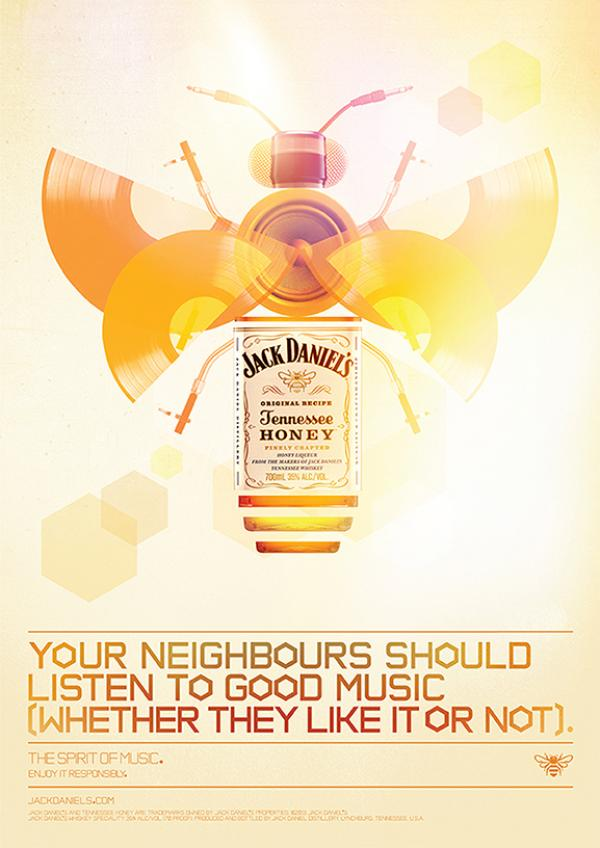 JACK DANIEL'S
ORIGINAL RECIPE
Tennessee
HONEY
FINELY CRAFTED
HONEY LIQUEUR
FROM THE MAKERS OF JACK DANIEL'S
TENNESSEE WHISKEY
700mL 35% ALC/VOL.
YOUR NEIGHBOURS SHOULD
LISTEN TO GOOD MUSIC
(WHETHER THEY LIKE IT OR NOT).
THE SPIRIT OF MUSIC.
ENJOY IT RESPONSIBLY.
JACKDANIELS.COM
JACK DANIEL'S AND TENNESSEE HONEY ARE TRADEMARKS OWNED BY JACK DANIEL'S PROPERTIES. ©2013 JACK DANIEL'S.
JACK DANIEL'S WHISKEY SPECIALITY, 35% ALC/VOL (70 PROOF). PRODUCED AND BOTTLED BY JACK DANIEL DISTILLERY, LYNCHBURG, TENNESSEE, U.S.A.